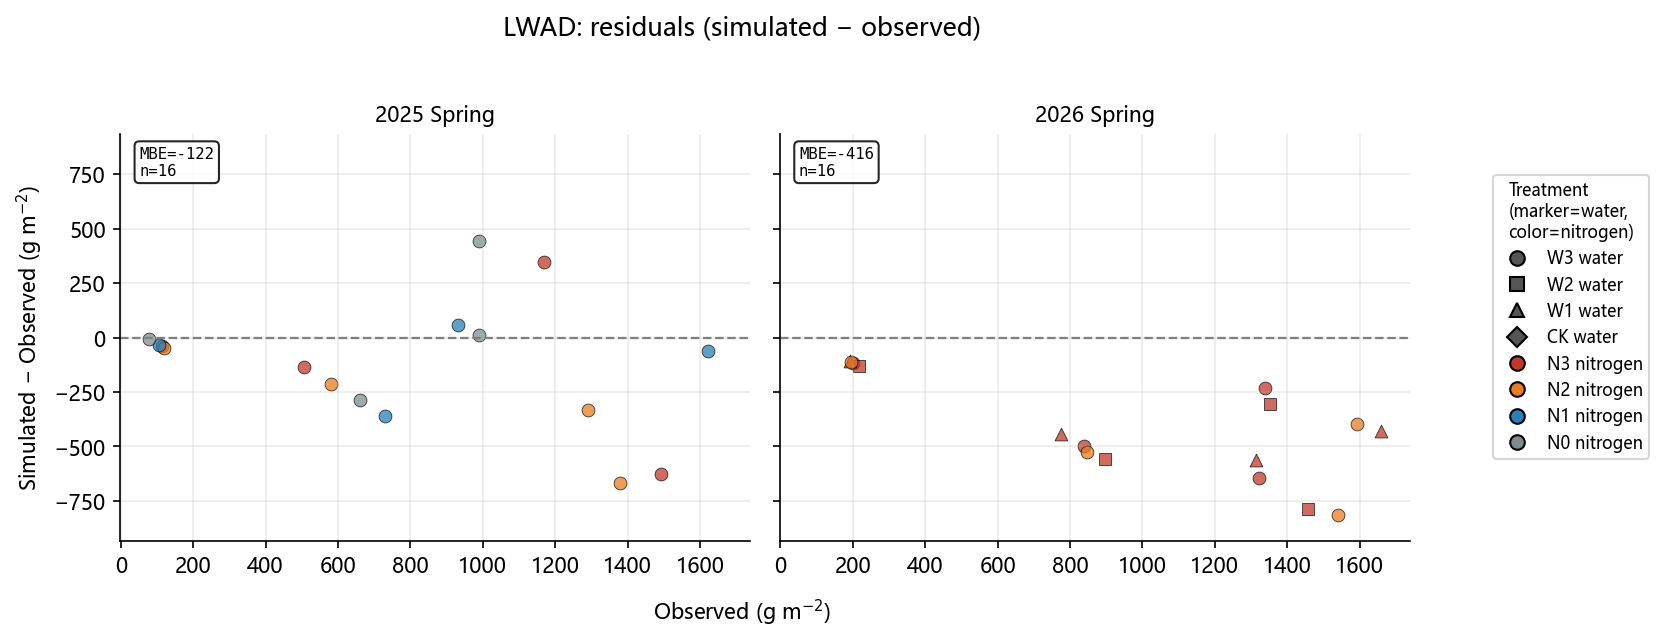 LWAD: residuals (simulated − observed)
2025 Spring
2026 Spring
MBE=-122
n=16
MBE=-416
n=16
Simulated − Observed (g m⁻²)
750
500
250
0
−250
−500
−750
0 200 400 600 800 1000 1200 1400 1600
0 200 400 600 800 1000 1200 1400 1600
Observed (g m⁻²)
Treatment
(marker=water,
color=nitrogen)
W3 water
W2 water
W1 water
CK water
N3 nitrogen
N2 nitrogen
N1 nitrogen
N0 nitrogen